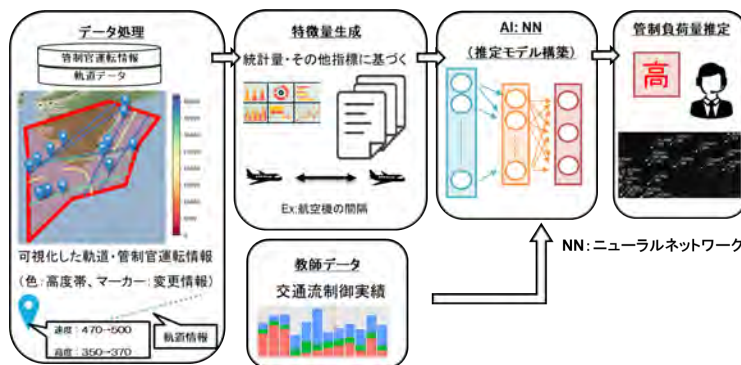 データ処理
管制官運転情報
軌道データ
可視化した軌道・管制官運転情報
(色:高度帯、マーカー:変更情報)
速度:470→500
高度:350→370
軌道情報
特徴量生成
統計量・その他指標に基づく
Ex:航空機の間隔
教師データ
交通流制御実績
AI: NN
(推定モデル構築)
管制負荷量推定
高
NN:ニューラルネットワーク